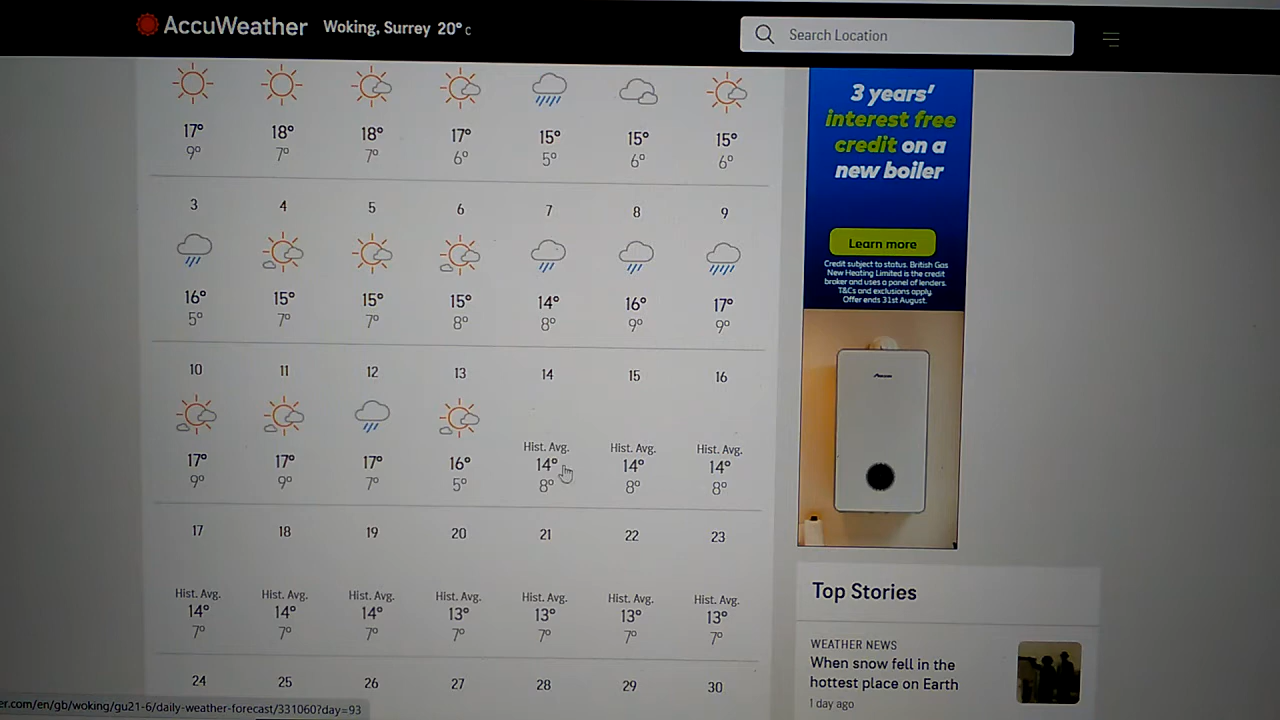 AccuWeather Woking, Surrey 20° c
Search Location
17° 18° 18° 17° 15° 15° 15°
9° 7° 7° 6° 5° 6° 6°
3 4 5 6 7 8 9
16° 15° 15° 15° 14° 16° 17°
5° 7° 7° 8° 8° 9° 9°
10 11 12 13 14 15 16
Hist. Avg. Hist. Avg. Hist. Avg.
17° 17° 17° 16° 14° 14° 14°
9° 9° 7° 5° 8° 8° 8°
17 18 19 20 21 22 23
Hist. Avg. Hist. Avg. Hist. Avg. Hist. Avg. Hist. Avg. Hist. Avg. Hist. Avg.
14° 14° 14° 13° 13° 13° 13°
7° 7° 7° 7° 7° 7° 7°
24 25 26 27 28 29 30
er.com/en/gb/woking/gu21-6/daily-weather-forecast/331060?day=93
3 years'
interest free
credit on a
new boiler
Learn more
Credit subject to status. British Gas
New Heating Limited is the credit
broker and uses a panel of lenders.
T&Cs and exclusions apply.
Offer ends 31st August.
Top Stories
WEATHER NEWS
When snow fell in the
hottest place on Earth
1 day ago